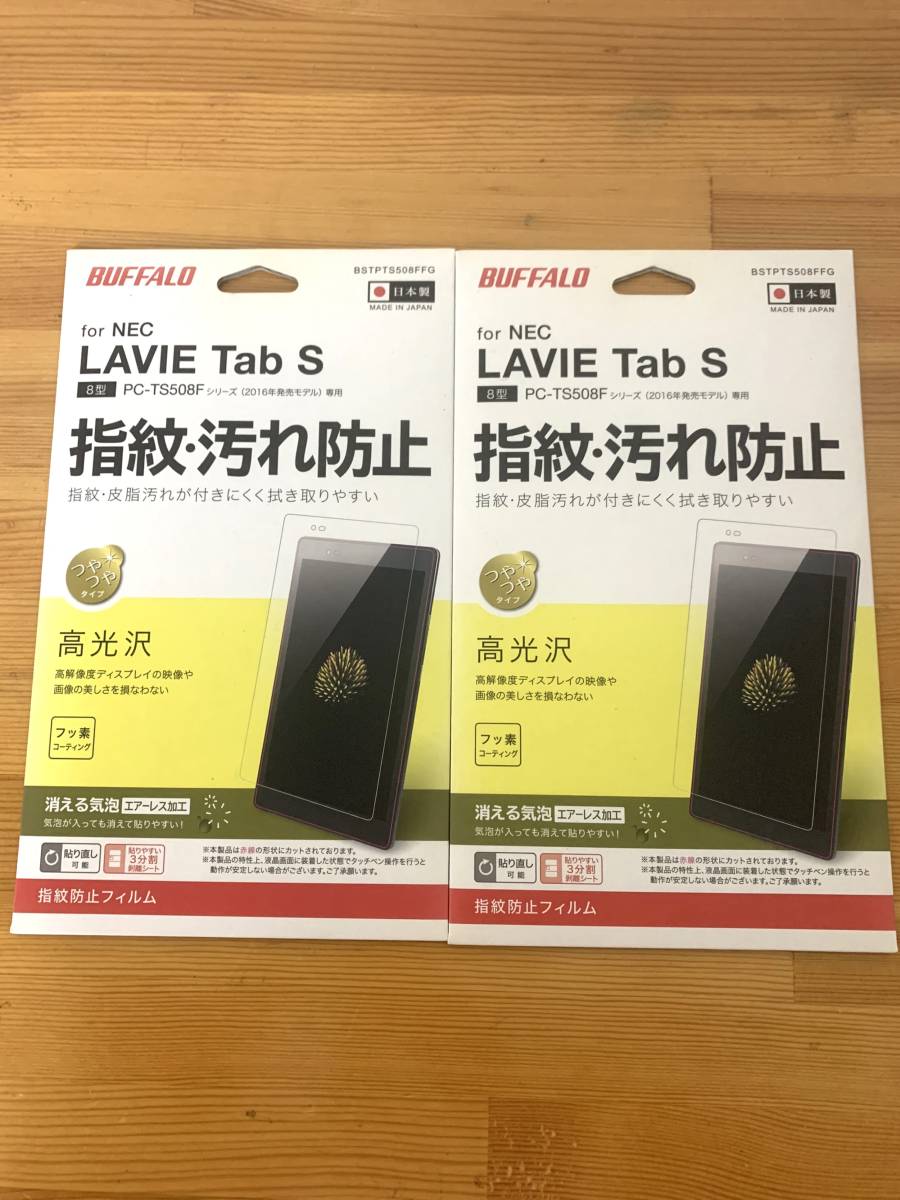 BUFFALO
BSTPTS508FFG
日本製
MADE IN JAPAN
for NEC
LAVIE Tab S
8型 PC-TS508Fシリーズ（2016年発売モデル）専用
指紋・汚れ防止
指紋・皮脂汚れが付きにくく拭き取りやすい
つや
つや
タイプ
高光沢
高解像度ディスプレイの映像や
画像の美しさを損なわない
フッ素
コーティング
消える気泡 エアーレス加工
気泡が入っても消えて貼りやすい！
貼り直し
可能
貼りやすい
3分割
剥離シート
※本製品は赤線の形状にカットされております。
※本製品の特性上、液晶画面に装着した状態でタッチペン操作を行うと
動作が安定しない場合がございます。ご了承願います。
指紋防止フィルム
BUFFALO
BSTPTS508FFG
日本製
MADE IN JAPAN
for NEC
LAVIE Tab S
8型 PC-TS508Fシリーズ（2016年発売モデル）専用
指紋・汚れ防止
指紋・皮脂汚れが付きにくく拭き取りやすい
つや
つや
タイプ
高光沢
高解像度ディスプレイの映像や
画像の美しさを損なわない
フッ素
コーティング
消える気泡 エアーレス加工
気泡が入っても消えて貼りやすい！
貼り直し
可能
貼りやすい
3分割
剥離シート
※本製品は赤線の形状にカットされております。
※本製品の特性上、液晶画面に装着した状態でタッチペン操作を行うと
動作が安定しない場合がございます。ご了承願います。
指紋防止フィルム